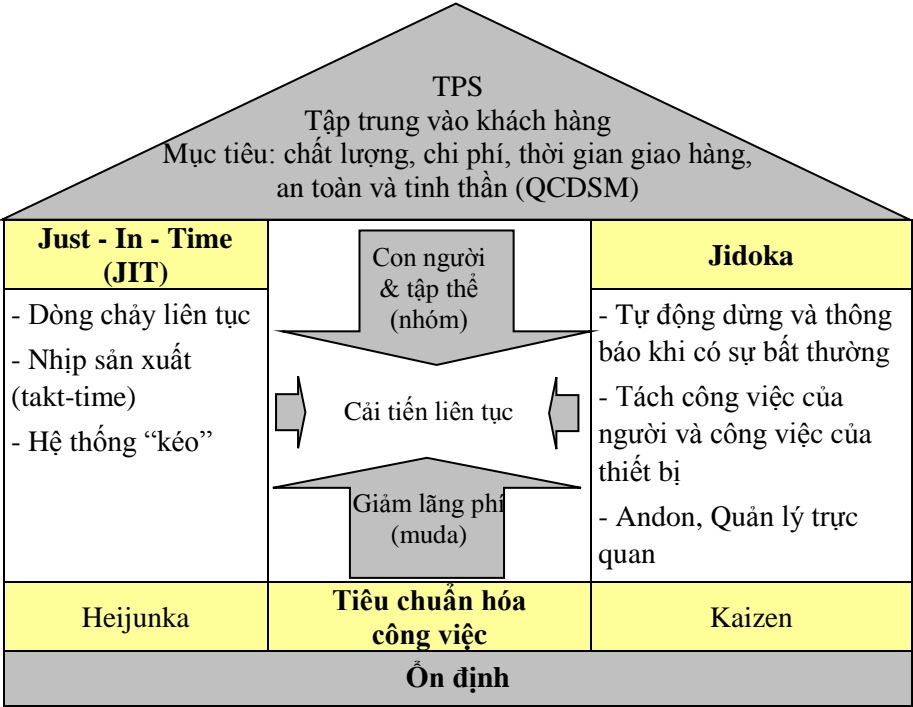 TPS
Tập trung vào khách hàng
Mục tiêu: chất lượng, chi phí, thời gian giao hàng,
an toàn và tinh thần (QCDSM)
Just - In - Time
(JIT)
- Dòng chảy liên tục
- Nhịp sản xuất
(takt-time)
- Hệ thống “kéo”
Con người
& tập thể
(nhóm)
Cải tiến liên tục
Giảm lãng phí
(muda)
Jidoka
- Tự động dừng và thông
báo khi có sự bất thường
- Tách công việc của
người và công việc của
thiết bị
- Andon, Quản lý trực
quan
Heijunka
Tiêu chuẩn hóa
công việc
Kaizen
Ổn định